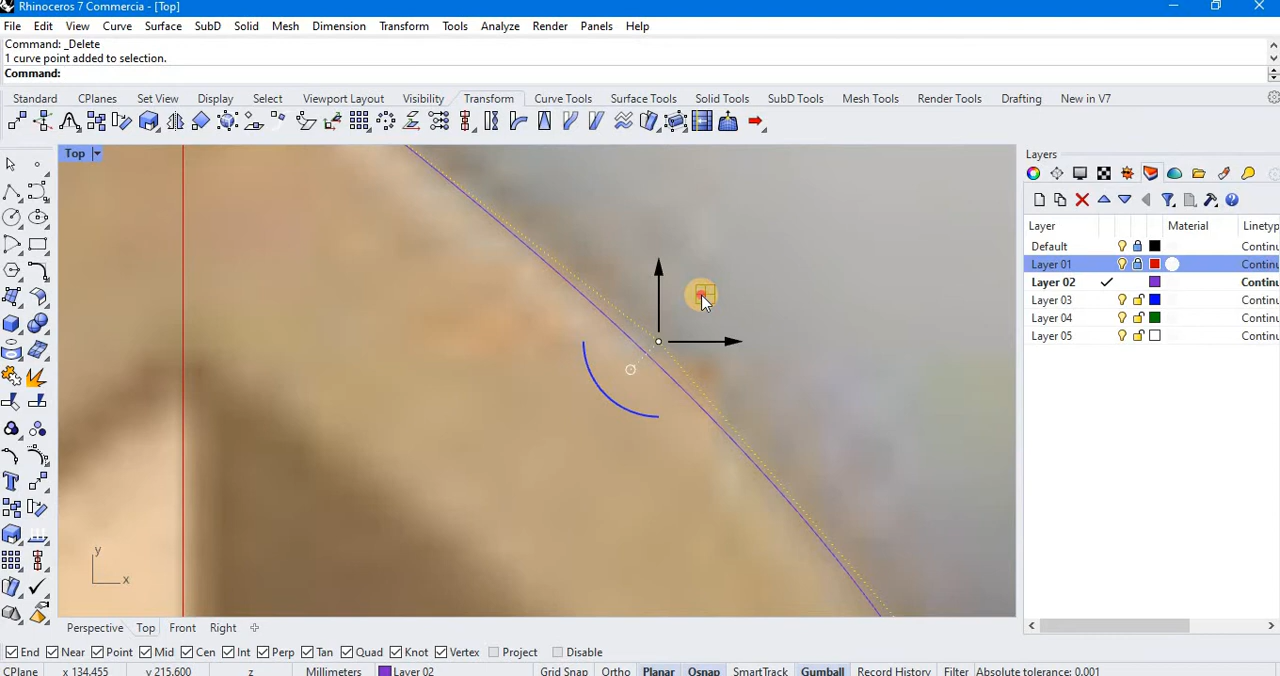 Rhinoceros 7 Commercia - [Top]
File Edit View Curve Surface SubD Solid Mesh Dimension Transform Tools Analyze Render Panels Help
Command: _Delete
1 curve point added to selection.
Command:
Standard CPlanes Set View Display Select Viewport Layout Visibility Transform Curve Tools Surface Tools Solid Tools SubD Tools Mesh Tools Render Tools Drafting New in V7
Top
Layers
Layer Material Linetyp
Default Continu
Layer 01 Continu
Layer 02 Continu
Layer 03 Continu
Layer 04 Continu
Layer 05 Continu
y
x
Perspective Top Front Right
End Near Point Mid Cen Int Perp Tan Quad Knot Vertex Project Disable
CPlane x 134.455 y 215.600 z Millimeters Layer 02 Grid Snap Ortho Planar Osnap SmartTrack Gumball Record History Filter Absolute tolerance: 0.001